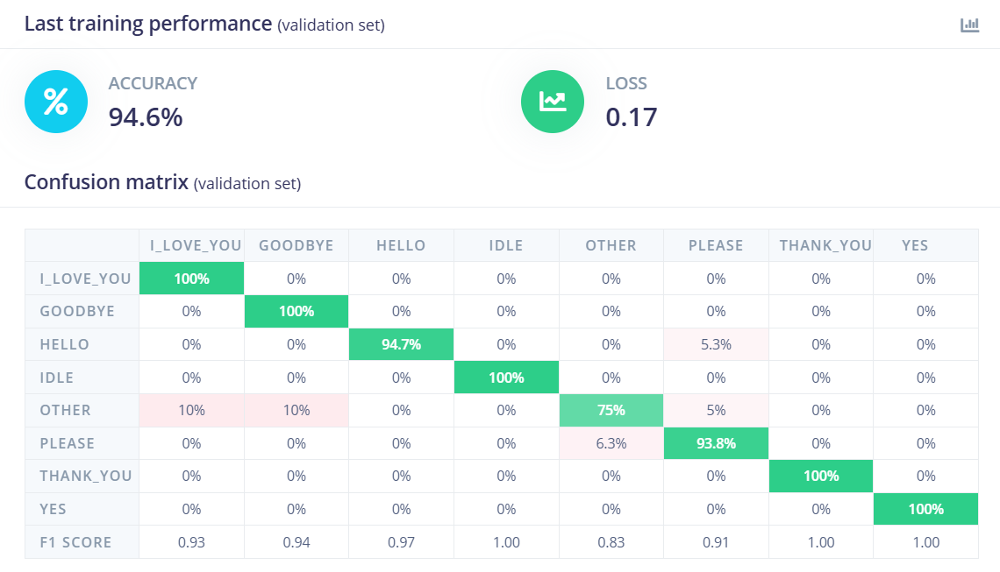 Last training performance (validation set)
%
ACCURACY
94.6%
LOSS
0.17
Confusion matrix (validation set)
I_LOVE_YOU GOODBYE HELLO IDLE OTHER PLEASE THANK_YOU YES
I_LOVE_YOU 100% 0% 0% 0% 0% 0% 0% 0%
GOODBYE 0% 100% 0% 0% 0% 0% 0% 0%
HELLO 0% 0% 94.7% 0% 0% 5.3% 0% 0%
IDLE 0% 0% 0% 100% 0% 0% 0% 0%
OTHER 10% 10% 0% 0% 75% 5% 0% 0%
PLEASE 0% 0% 0% 0% 6.3% 93.8% 0% 0%
THANK_YOU 0% 0% 0% 0% 0% 0% 100% 0%
YES 0% 0% 0% 0% 0% 0% 0% 100%
F1 SCORE 0.93 0.94 0.97 1.00 0.83 0.91 1.00 1.00